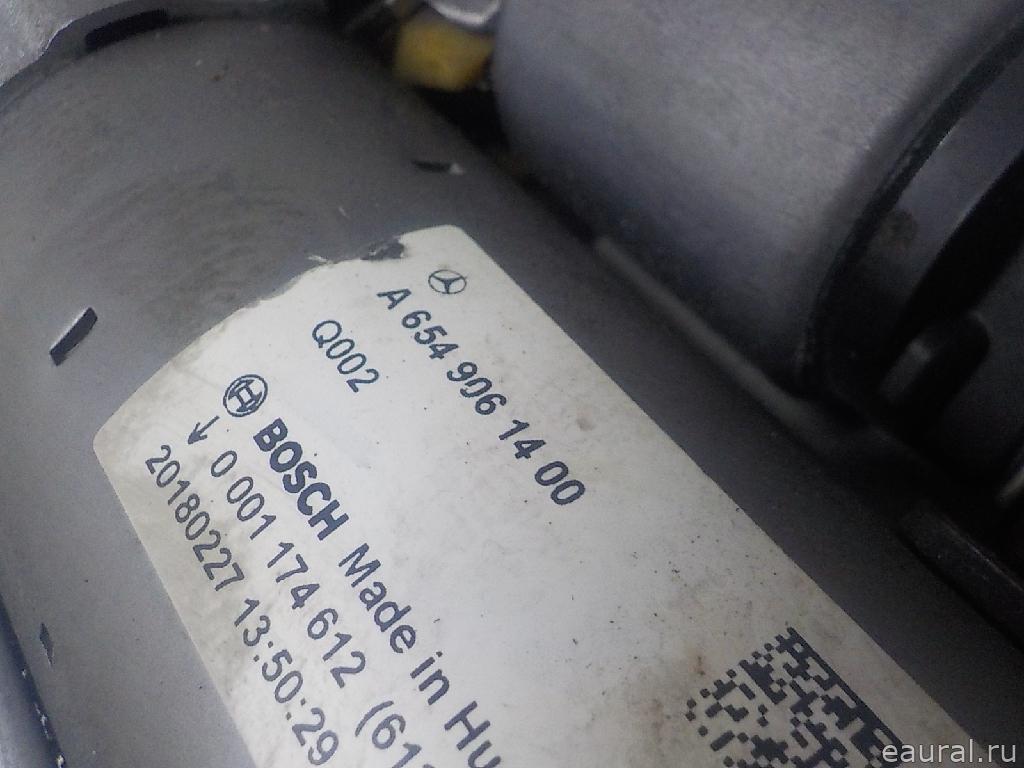 A 654 906 14 00
Q002
BOSCH Made in Hu
0 001 174 612 (61
20180227 13:50:29
eaural.ru